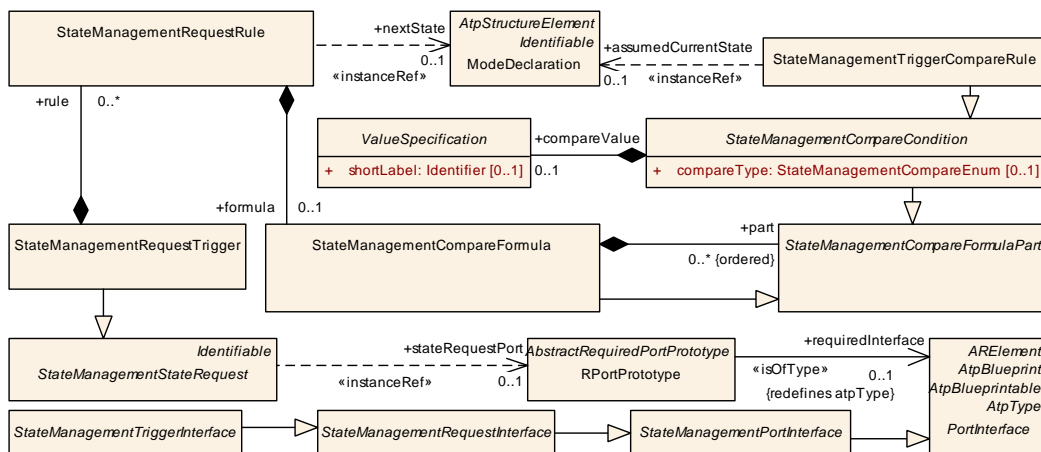 StateManagementRequestRule
+nextState
0..1
«instanceRef»
AtpStructureElement
Identifiable
ModeDeclaration
+assumedCurrentState
0..1
«instanceRef»
StateManagementTriggerCompareRule
+rule
0..*
ValueSpecification
+ shortLabel: Identifier [0..1]
+compareValue
0..1
StateManagementCompareCondition
+ compareType: StateManagementCompareEnum [0..1]
+formula
0..1
StateManagementRequestTrigger
StateManagementCompareFormula
+part
0..* {ordered}
StateManagementCompareFormulaPart
Identifiable
StateManagementStateRequest
+stateRequestPort
0..1
«instanceRef»
AbstractRequiredPortPrototype
RPortPrototype
+requiredInterface
«isOfType»
0..1
{redefines atpType}
ARElement
AtpBlueprint
AtpBlueprintable
AtpType
PortInterface
StateManagementTriggerInterface
StateManagementRequestInterface
StateManagementPortInterface